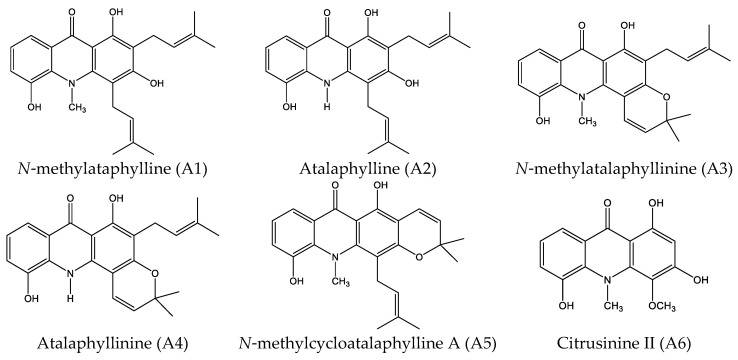 O OH
N OH
OH CH3
N-methylataphylline (A1)
O OH
N OH
OH H
Atalaphylline (A2)
O OH
N O
OH CH3
N-methylatalaphyllinine (A3)
O OH
N O
OH H
Atalaphyllinine (A4)
O OH
N O
OH CH3
N-methylcycloatalaphylline A (A5)
O OH
N OH
OH CH3 OCH3
Citrusinine II (A6)